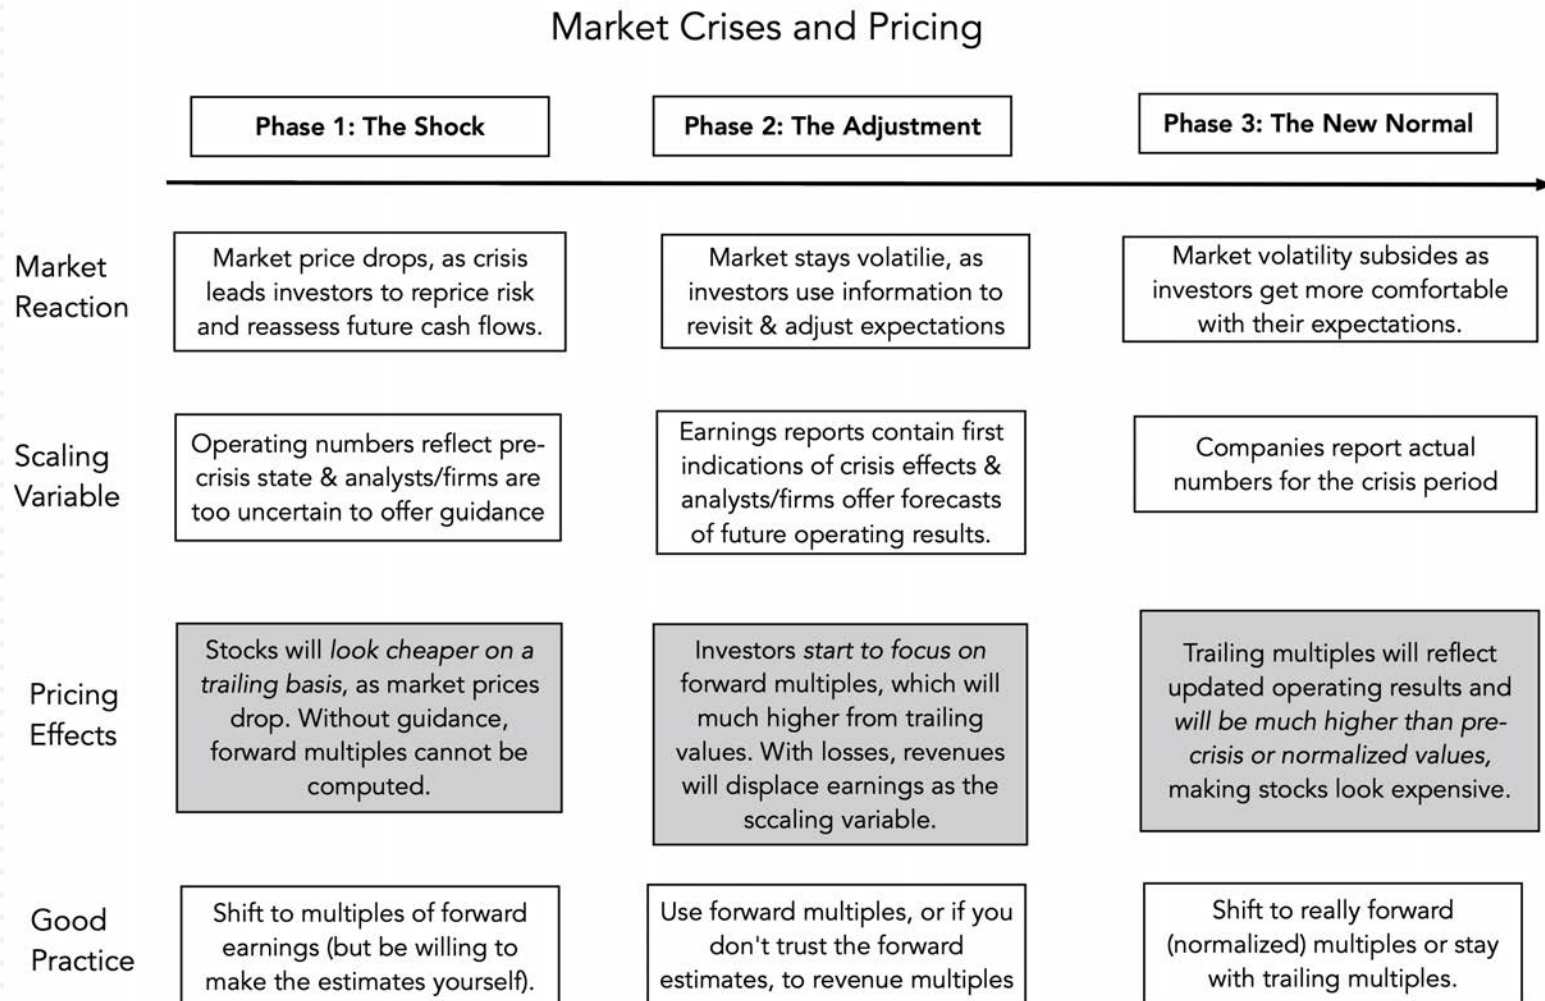 Market Crises and Pricing
Phase 1: The Shock
Phase 2: The Adjustment
Phase 3: The New Normal
Market
Reaction
Market price drops, as crisis
leads investors to reprice risk
and reassess future cash flows.
Market stays volatilie, as
investors use information to
revisit & adjust expectations
Market volatility subsides as
investors get more comfortable
with their expectations.
Scaling
Variable
Operating numbers reflect pre-
crisis state & analysts/firms are
too uncertain to offer guidance
Earnings reports contain first
indications of crisis effects &
analysts/firms offer forecasts
of future operating results.
Companies report actual
numbers for the crisis period
Pricing
Effects
Stocks will look cheaper on a
trailing basis, as market prices
drop. Without guidance,
forward multiples cannot be
computed.
Investors start to focus on
forward multiples, which will
much higher from trailing
values. With losses, revenues
will displace earnings as the
sccaling variable.
Trailing multiples will reflect
updated operating results and
will be much higher than pre-
crisis or normalized values,
making stocks look expensive.
Good
Practice
Shift to multiples of forward
earnings (but be willing to
make the estimates yourself).
Use forward multiples, or if you
don't trust the forward
estimates, to revenue multiples
Shift to really forward
(normalized) multiples or stay
with trailing multiples.